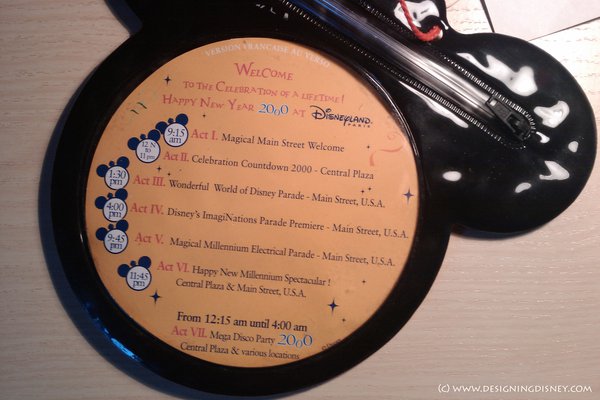 VERSION FRANCAISE AU VERSO
WELCOME
TO THE CELEBRATION OF A LIFETIME!
HAPPY NEW YEAR 2000 AT DISNEYLAND PARIS
9:15 am Act I. Magical Main Street Welcome
12 N to 11 pm Act II. Celebration Countdown 2000 - Central Plaza
1:30 pm Act III. Wonderful World of Disney Parade - Main Street, U.S.A.
4:00 pm Act IV. Disney's ImagiNations Parade Premiere - Main Street, U.S.A.
9:45 pm Act V. Magical Millennium Electrical Parade - Main Street, U.S.A.
11:45 pm Act VI. Happy New Millennium Spectacular !
Central Plaza & Main Street, U.S.A.
From 12:15 am until 4:00 am
Act VII. Mega Disco Party 2000
Central Plaza & various locations
(C) WWW.DESIGNINGDISNEY.COM